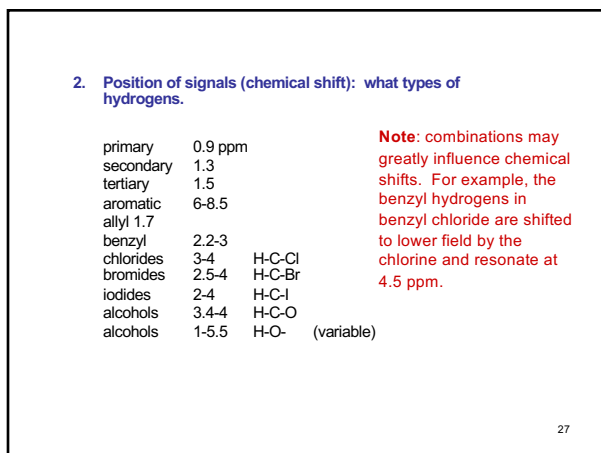 2. Position of signals (chemical shift): what types of
hydrogens.
primary 0.9 ppm
secondary 1.3
tertiary 1.5
aromatic 6-8.5
allyl 1.7
benzyl 2.2-3
chlorides 3-4 H-C-Cl
bromides 2.5-4 H-C-Br
iodides 2-4 H-C-I
alcohols 3.4-4 H-C-O
alcohols 1-5.5 H-O- (variable)
Note: combinations may
greatly influence chemical
shifts. For example, the
benzyl hydrogens in
benzyl chloride are shifted
to lower field by the
chlorine and resonate at
4.5 ppm.
27